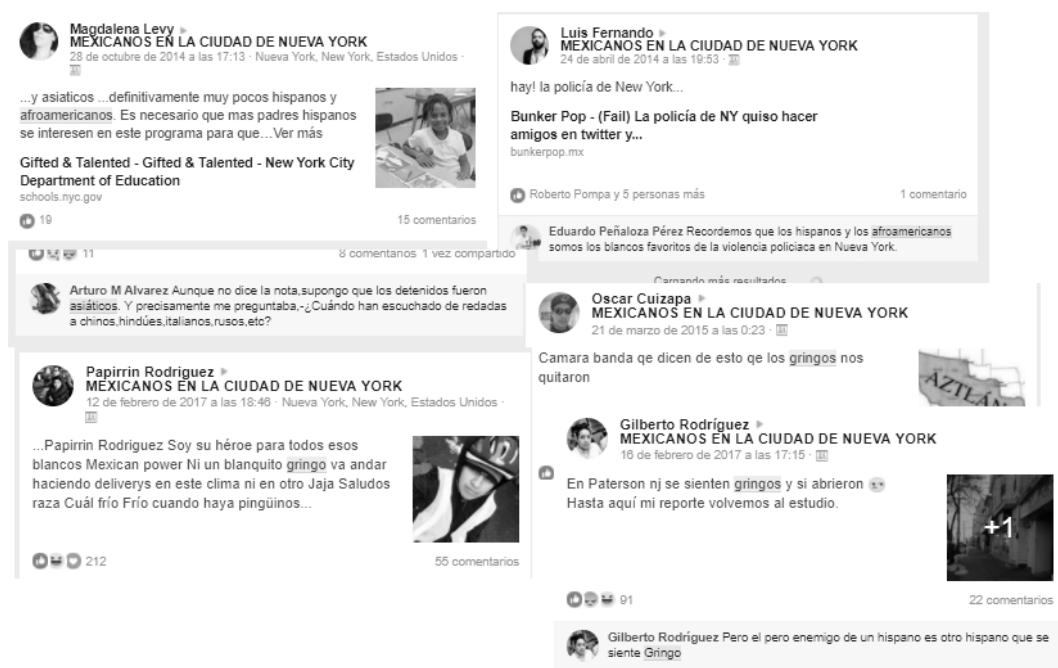 Magdalena Levy ▸
MEXICANOS EN LA CIUDAD DE NUEVA YORK
28 de octubre de 2014 a las 17:13 · Nueva York, New York, Estados Unidos ·
...y asiaticos ...definitivamente muy pocos hispanos y
afroamericanos. Es necesario que mas padres hispanos
se interesen en este programa para que…Ver más
Gifted & Talented - Gifted & Talented - New York City
Department of Education
schools.nyc.gov
19
15 comentarios
11
8 comentarios 1 vez compartido
Arturo M Alvarez Aunque no dice la nota,supongo que los detenidos fueron
asiáticos. Y precisamente me preguntaba,-¿Cuándo han escuchado de redadas
a chinos,hindúes,italianos,rusos,etc?
Papirrin Rodriguez ▸
MEXICANOS EN LA CIUDAD DE NUEVA YORK
12 de febrero de 2017 a las 18:46 · Nueva York, New York, Estados Unidos ·
...Papirrin Rodriguez Soy su héroe para todos esos
blancos Mexican power Ni un blanquito gringo va andar
haciendo deliverys en este clima ni en otro Jaja Saludos
raza Cuál frío Frío cuando haya pingüinos...
212
55 comentarios
Luis Fernando ▸
MEXICANOS EN LA CIUDAD DE NUEVA YORK
24 de abril de 2014 a las 19:53 ·
hay! la policía de New York...
Bunker Pop - (Fail) La policía de NY quiso hacer
amigos en twitter y...
bunkerpop.mx
Roberto Pompa y 5 personas más
1 comentario
Eduardo Peñaloza Pérez Recordemos que los hispanos y los afroamericanos
somos los blancos favoritos de la violencia policiaca en Nueva York.
Cargando más resultados
Oscar Cuizapa ▸
MEXICANOS EN LA CIUDAD DE NUEVA YORK
21 de marzo de 2015 a las 0:23 ·
Camara banda qe dicen de esto qe los gringos nos
quitaron
AZTLÁN
Gilberto Rodríguez ▸
MEXICANOS EN LA CIUDAD DE NUEVA YORK
16 de febrero de 2017 a las 17:15 ·
En Paterson nj se sienten gringos y si abrieron
Hasta aquí mi reporte volvemos al estudio.
+1
91
22 comentarios
Gilberto Rodríguez Pero el pero enemigo de un hispano es otro hispano que se
siente Gringo